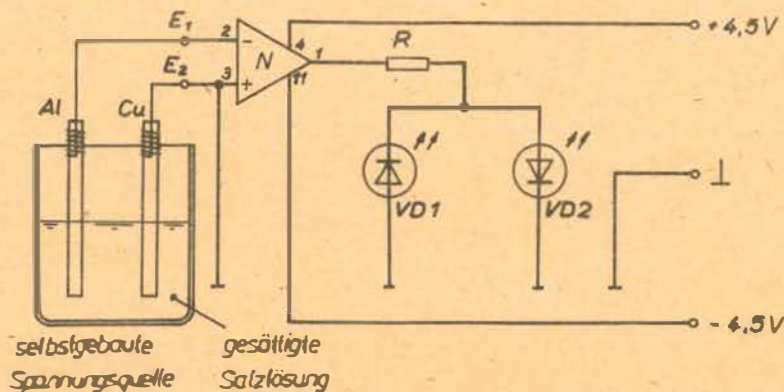 E₁
2
4
+ 4,5V
-
N
1
R
E₂
3
+
11
Al
Cu
VD1
VD2
⊥
- 4,5V
selbstgebaute
Spannungsquelle
gesättigte
Salzlösung